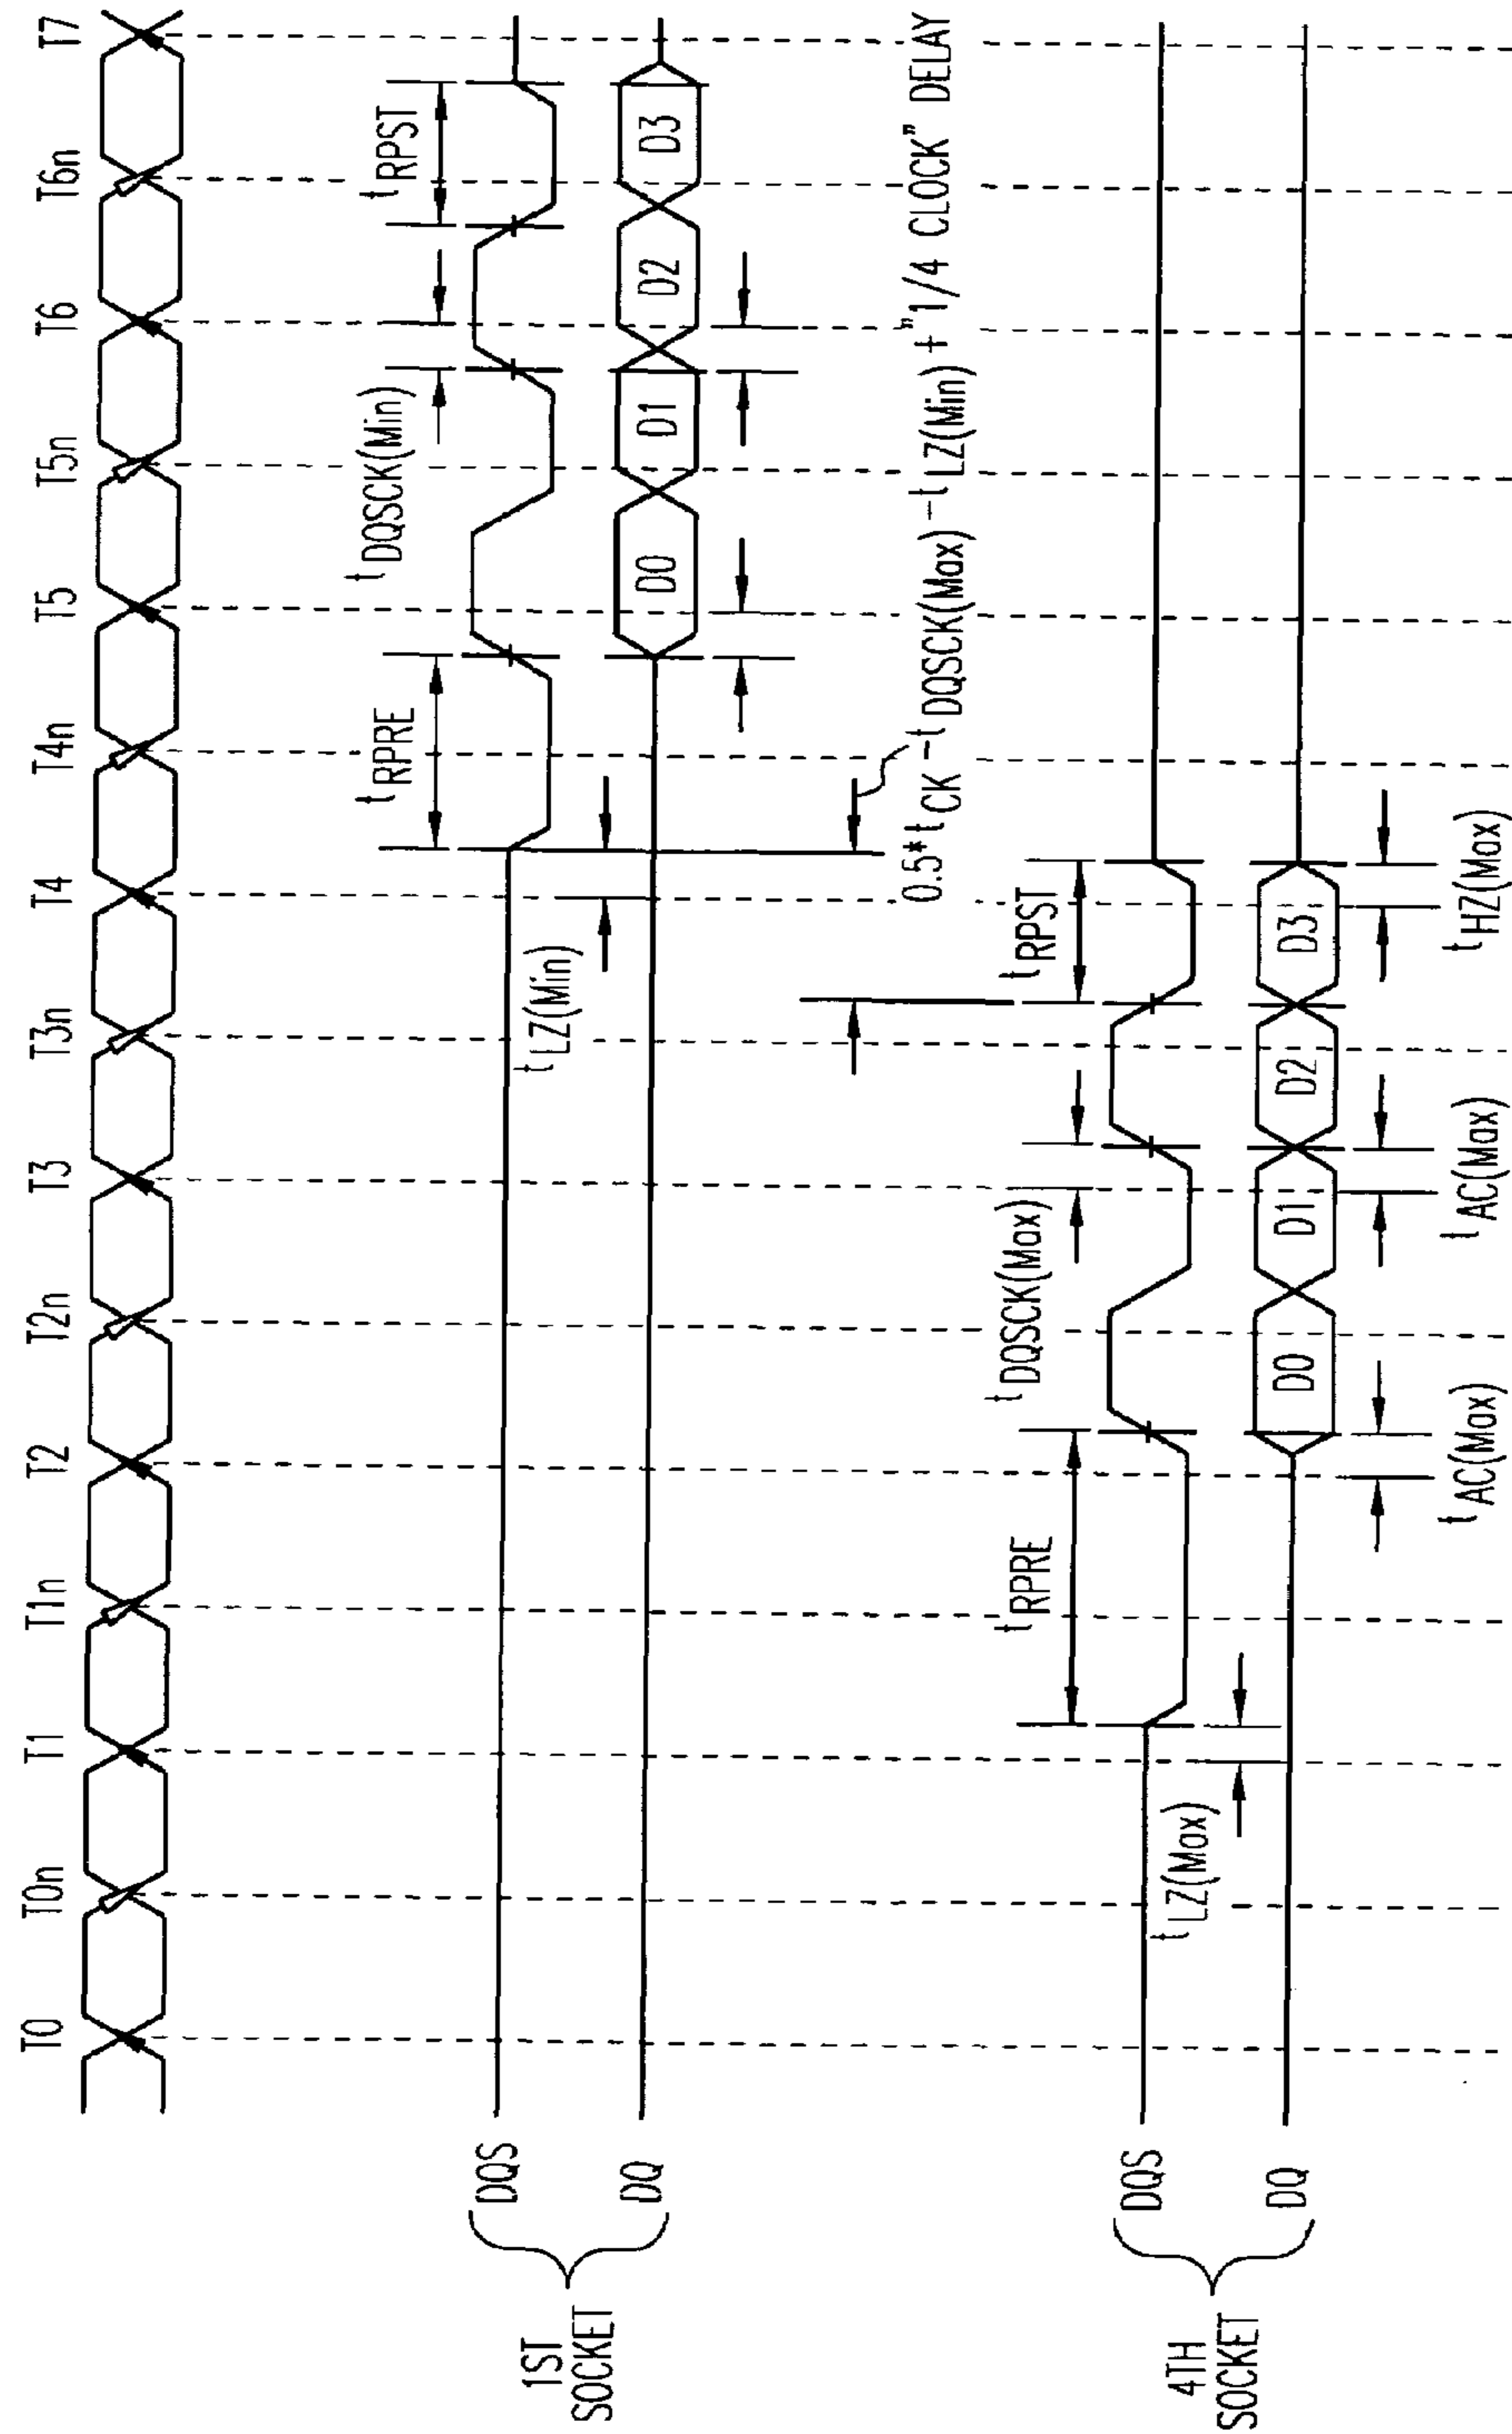 T0 T0n T1 T1n T2 T2n T3 T3n T4 T4n T5 T5n T6 T6n T7
1ST
SOCKET
DQS
DQ
tLZ(Min)
tRPRE
tDQSCK(Min)
tRPST
D0 D1 D2 D3
0.5*tCK-tDQSCK(Max)-tLZ(Min)+"1/4 CLOCK" DELAY
4TH
SOCKET
DQS
DQ
tLZ(Max)
tRPRE
tDQSCK(Max)
tRPST
D0 D1 D2 D3
tAC(Max) tAC(Max) tHZ(Max)